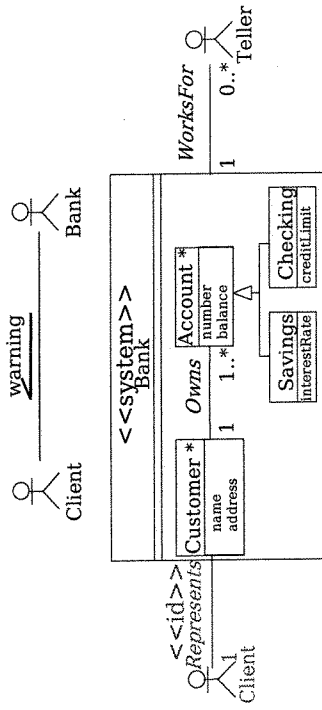 warning
Client
Bank
<<system>>
Bank
<<id>>
Represents
1
Client
Customer *
name
address
Owns
1
1..*
Account *
number
balance
Savings
interestRate
Checking
creditLimit
WorksFor
1
0..*
Teller